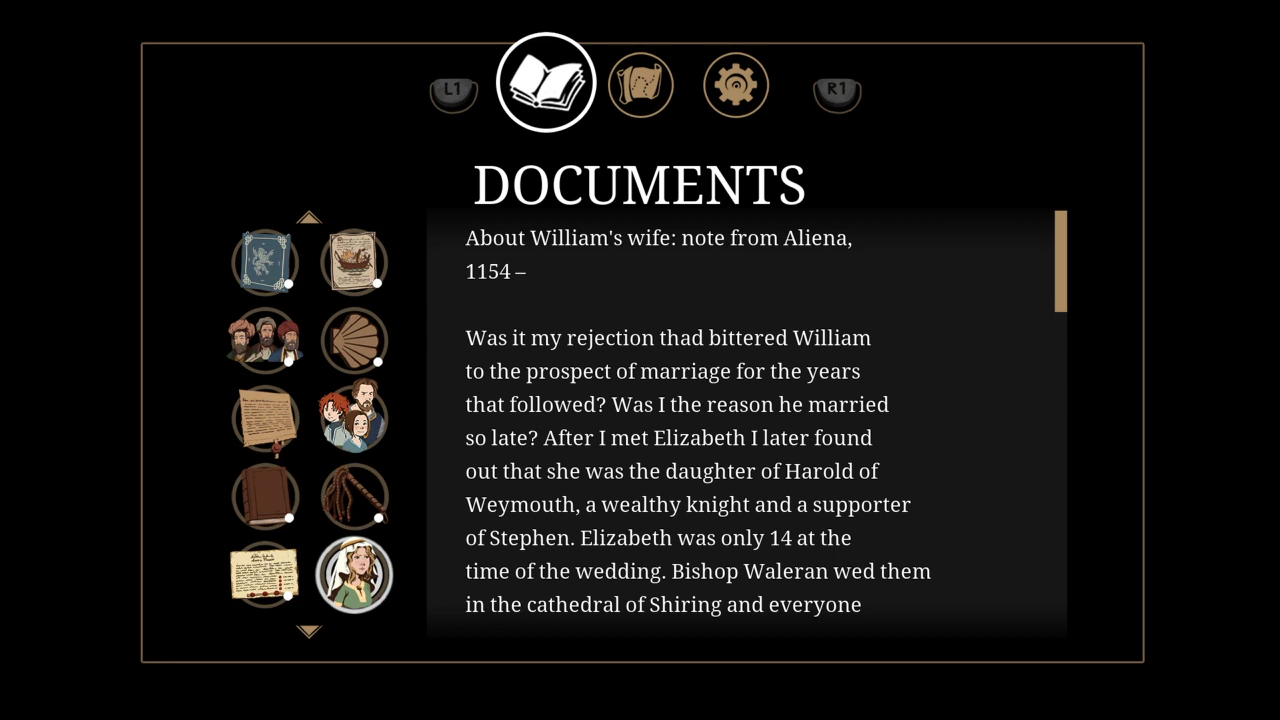 L1
R1
DOCUMENTS
About William's wife: note from Aliena,
1154 –
Was it my rejection thad bittered William
to the prospect of marriage for the years
that followed? Was I the reason he married
so late? After I met Elizabeth I later found
out that she was the daughter of Harold of
Weymouth, a wealthy knight and a supporter
of Stephen. Elizabeth was only 14 at the
time of the wedding. Bishop Waleran wed them
in the cathedral of Shiring and everyone